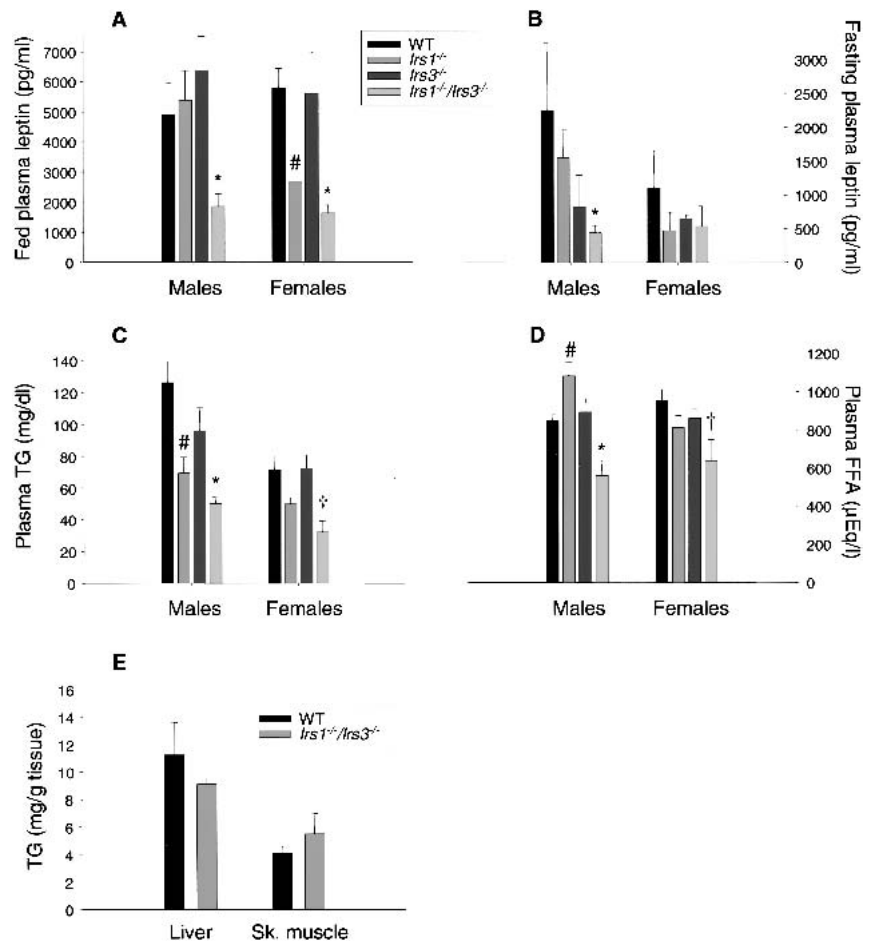 A
Fed plasma leptin (pg/ml)
7000
6000
5000
4000
3000
2000
1000
0
#
*
*
Males Females
WT
Irs1-/-
Irs3-/-
Irs1-/-/Irs3-/-
B
Fasting plasma leptin
(pg/ml)
3000
2500
2000
1500
1000
500
0
*
Males Females
C
Plasma TG (mg/dl)
140
120
100
80
60
40
20
0
#
*
†
Males Females
D
Plasma FFA (µEq/l)
1200
1000
800
600
400
200
0
#
*
†
Males Females
E
TG (mg/g tissue)
16
14
12
10
8
6
4
2
0
WT
Irs1-/-/Irs3-/-
Liver Sk. muscle